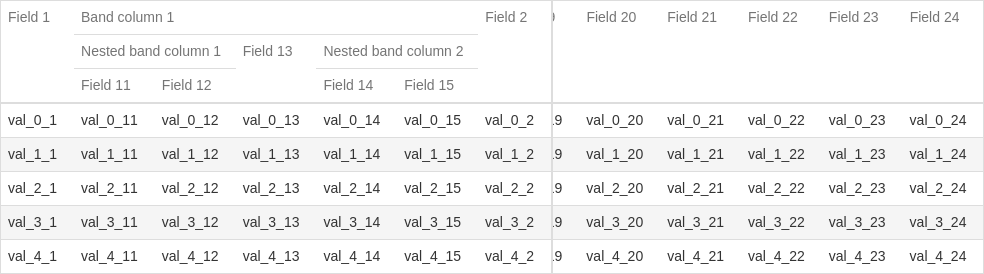 Field 1 Band column 1 Field 2 Field 20 Field 21 Field 22 Field 23 Field 24
Nested band column 1 Field 13 Nested band column 2
Field 11 Field 12 Field 14 Field 15
val_0_1 val_0_11 val_0_12 val_0_13 val_0_14 val_0_15 val_0_2 .9 val_0_20 val_0_21 val_0_22 val_0_23 val_0_24
val_1_1 val_1_11 val_1_12 val_1_13 val_1_14 val_1_15 val_1_2 .9 val_1_20 val_1_21 val_1_22 val_1_23 val_1_24
val_2_1 val_2_11 val_2_12 val_2_13 val_2_14 val_2_15 val_2_2 .9 val_2_20 val_2_21 val_2_22 val_2_23 val_2_24
val_3_1 val_3_11 val_3_12 val_3_13 val_3_14 val_3_15 val_3_2 .9 val_3_20 val_3_21 val_3_22 val_3_23 val_3_24
val_4_1 val_4_11 val_4_12 val_4_13 val_4_14 val_4_15 val_4_2 .9 val_4_20 val_4_21 val_4_22 val_4_23 val_4_24